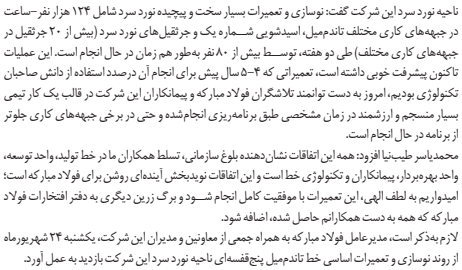 ناحیه نورد سرد این شرکت گفت: نوسازی و تعمیرات بسیار سخت و پیچیده نورد سرد شامل ۱۲۴ هزار نفر-ساعت
در جبهه‌های کاری مختلف تاندم‌میل، اسیدشویی شـــماره یک و جرثقیل‌های نورد سرد (بیش از ۲۰ جرثقیل در
جبهه‌های کاری مختلف) طی دو هفته، توســط بیش از ۸۰ نفر به‌طور هم زمان در حال انجام است. این عملیات
تاکنون پیشرفت خوبی داشته است، تعمیراتی که ۴-۵ سال پیش برای انجام آن درصدد استفاده از دانش صاحبان
تکنولوژی بودیم، امروز به دست توانمند تلاشگران فولاد مبارکه و پیمانکاران این شرکت در قالب یک کار تیمی
بسیار منسجم و ارزشمند در زمان مشخصی طبق برنامه‌ریزی انجام‌شده و حتی در برخی جبهه‌های کاری جلوتر
از برنامه در حال انجام است.
محمدیاسر طیب‌نیا افزود: همه این اتفاقات نشان‌دهنده بلوغ سازمانی، تسلط همکاران ما در خط تولید، واحد توسعه،
واحد بهره‌بردار، پیمانکاران و تکنولوژی خط است و این اتفاقات نویدبخش آینده‌ای روشن برای فولاد مبارکه است؛
امیدواریم به لطف الهی، این تعمیرات با موفقیت کامل انجام شـــود و برگ زرین دیگری به دفتر افتخارات فولاد
مبارکه که همه به دست همکارانم حاصل شده، اضافه شود.
لازم به‌ذکر است، مدیرعامل فولاد مبارکه به همراه جمعی از معاونین و مدیران این شرکت، یکشنبه ۲۴ شهریورماه
از روند نوسازی و تعمیرات اساسی خط تاندم‌میل پنج‌قفسه‌ای ناحیه نورد سرد این شرکت بازدید به عمل آورد.